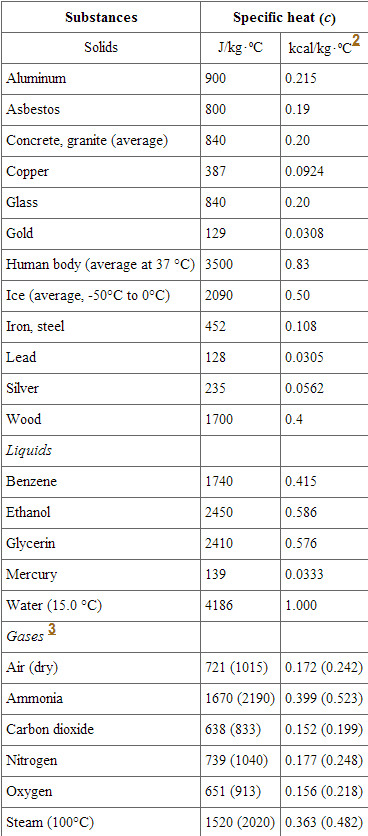 Substances Specific heat (c)
Solids J/kg·ºC kcal/kg·ºC2
Aluminum 900 0.215
Asbestos 800 0.19
Concrete, granite (average) 840 0.20
Copper 387 0.0924
Glass 840 0.20
Gold 129 0.0308
Human body (average at 37 °C) 3500 0.83
Ice (average, -50°C to 0°C) 2090 0.50
Iron, steel 452 0.108
Lead 128 0.0305
Silver 235 0.0562
Wood 1700 0.4
Liquids
Benzene 1740 0.415
Ethanol 2450 0.586
Glycerin 2410 0.576
Mercury 139 0.0333
Water (15.0 °C) 4186 1.000
Gases 3
Air (dry) 721 (1015) 0.172 (0.242)
Ammonia 1670 (2190) 0.399 (0.523)
Carbon dioxide 638 (833) 0.152 (0.199)
Nitrogen 739 (1040) 0.177 (0.248)
Oxygen 651 (913) 0.156 (0.218)
Steam (100°C) 1520 (2020) 0.363 (0.482)